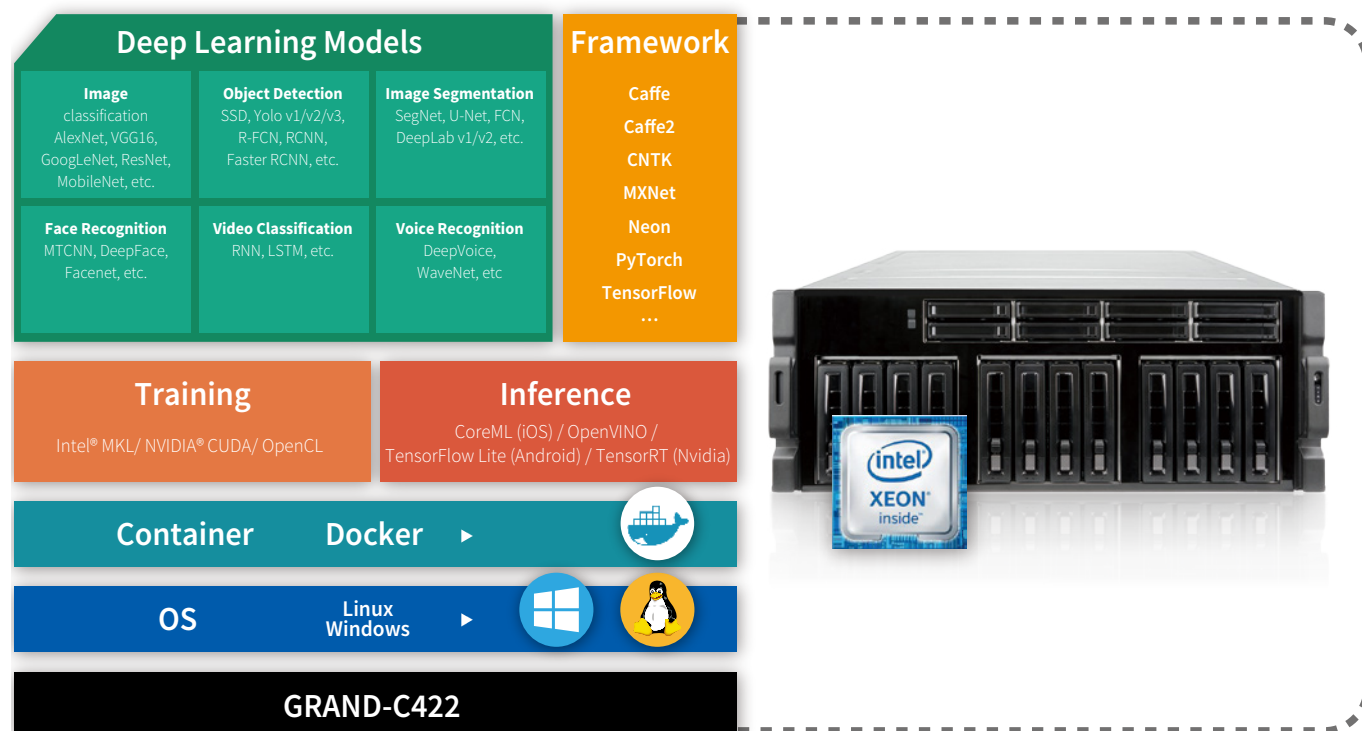 Deep Learning Models
Image
classification
AlexNet, VGG16,
GoogLeNet, ResNet,
MobileNet, etc.
Object Detection
SSD, Yolo v1/v2/v3,
R-FCN, RCNN,
Faster RCNN, etc.
Image Segmentation
SegNet, U-Net, FCN,
DeepLab v1/v2, etc.
Face Recognition
MTCNN, DeepFace,
Facenet, etc.
Video Classification
RNN, LSTM, etc.
Voice Recognition
DeepVoice,
WaveNet, etc
Framework
Caffe
Caffe2
CNTK
MXNet
Neon
PyTorch
TensorFlow
...
Training
Intel® MKL/ NVIDIA® CUDA/ OpenCL
Inference
CoreML (iOS) / OpenVINO /
TensorFlow Lite (Android) / TensorRT (Nvidia)
Container Docker
OS
Linux
Windows
GRAND-C422
intel
XEON®
inside™